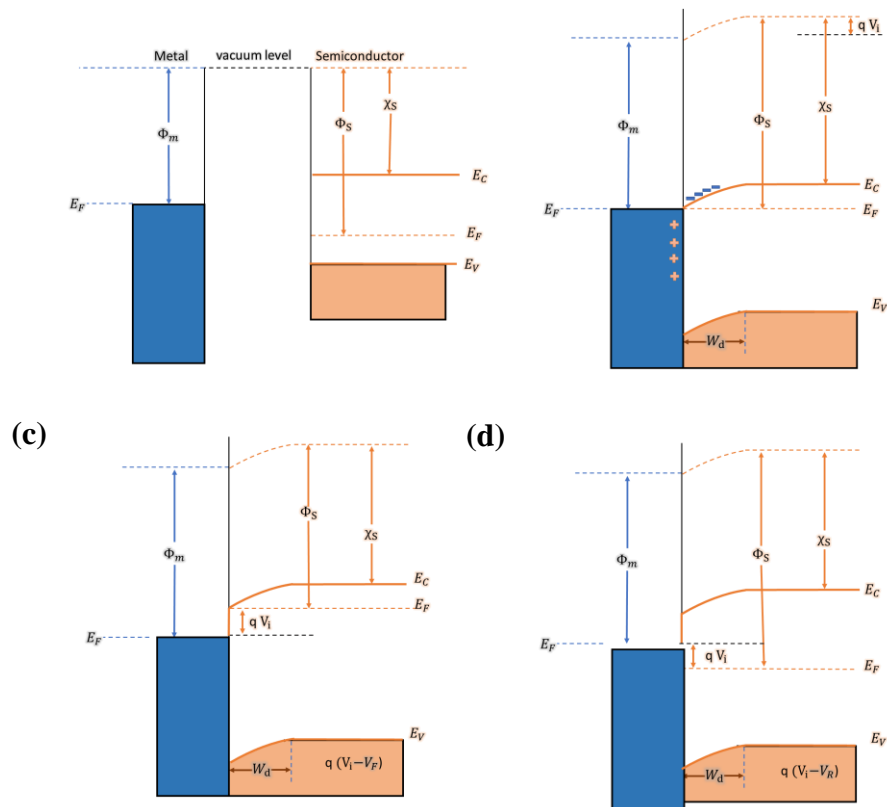 Metal vacuum level Semiconductor
Φm
ΦS
χS
EC
EF
EF
EV
q Vi
Φm
ΦS
χS
EC
EF
EF
+
+
+
+
EV
Wd
(c)
Φm
ΦS
χS
EC
EF
q Vi
EF
EV
Wd
q (Vi−VF)
(d)
Φm
ΦS
χS
EC
EF
q Vi
EF
EV
Wd
q (Vi−VR)